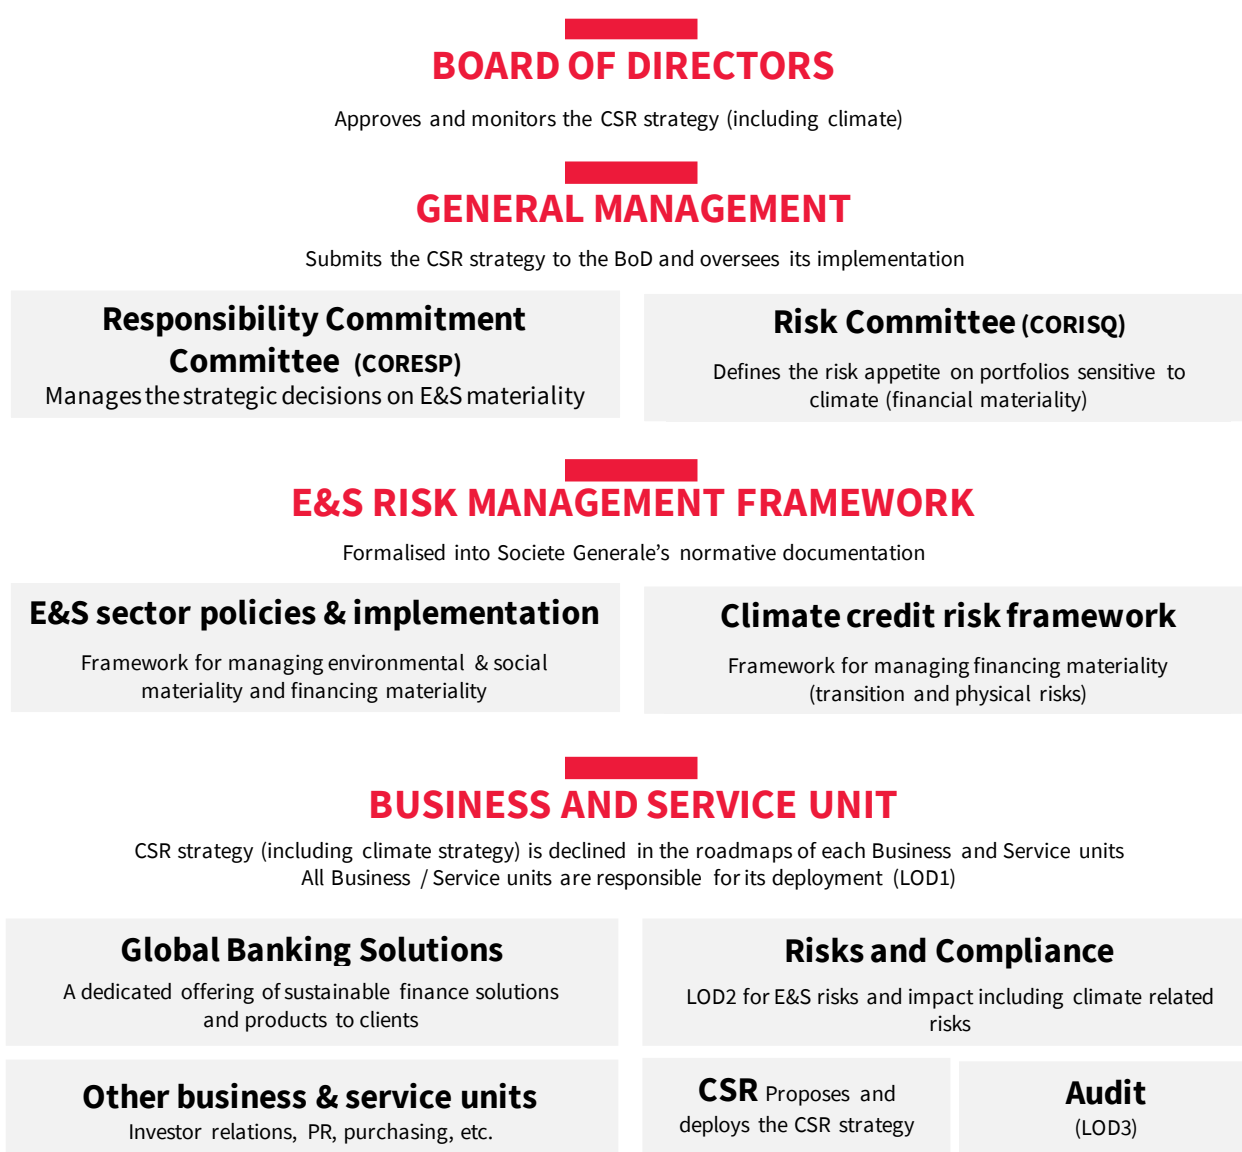 BOARD OF DIRECTORS
Approves and monitors the CSR strategy (including climate)
GENERAL MANAGEMENT
Submits the CSR strategy to the BoD and oversees its implementation
Responsibility Commitment
Committee (CORESP)
Manages the strategic decisions on E&S materiality
Risk Committee (CORISQ)
Defines the risk appetite on portfolios sensitive to
climate (financial materiality)
E&S RISK MANAGEMENT FRAMEWORK
Formalised into Societe Generale's normative documentation
E&S sector policies & implementation
Framework for managing environmental & social
materiality and financing materiality
Climate credit risk framework
Framework for managing financing materiality
(transition and physical risks)
BUSINESS AND SERVICE UNIT
CSR strategy (including climate strategy) is declined in the roadmaps of each Business and Service units
All Business / Service units are responsible for its deployment (LOD1)
Global Banking Solutions
A dedicated offering of sustainable finance solutions
and products to clients
Risks and Compliance
LOD2 for E&S risks and impact including climate related
risks
Other business & service units
Investor relations, PR, purchasing, etc.
CSR Proposes and
deploys the CSR strategy
Audit
(LOD3)